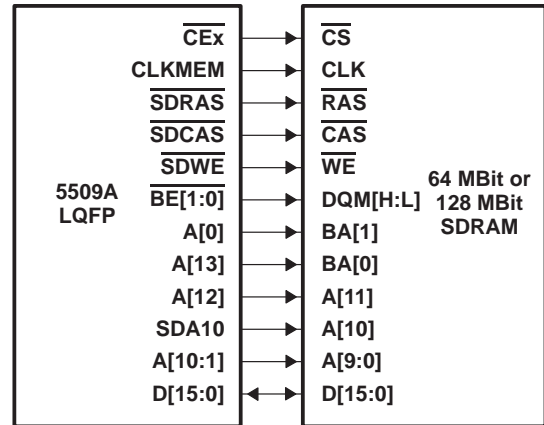 CEx CS
CLKMEM CLK
SDRAS RAS
SDCAS CAS
SDWE WE
5509A
LQFP
BE[1:0] DQM[H:L]
64 MBit or
128 MBit
SDRAM
A[0] BA[1]
A[13] BA[0]
A[12] A[11]
SDA10 A[10]
A[10:1] A[9:0]
D[15:0] D[15:0]